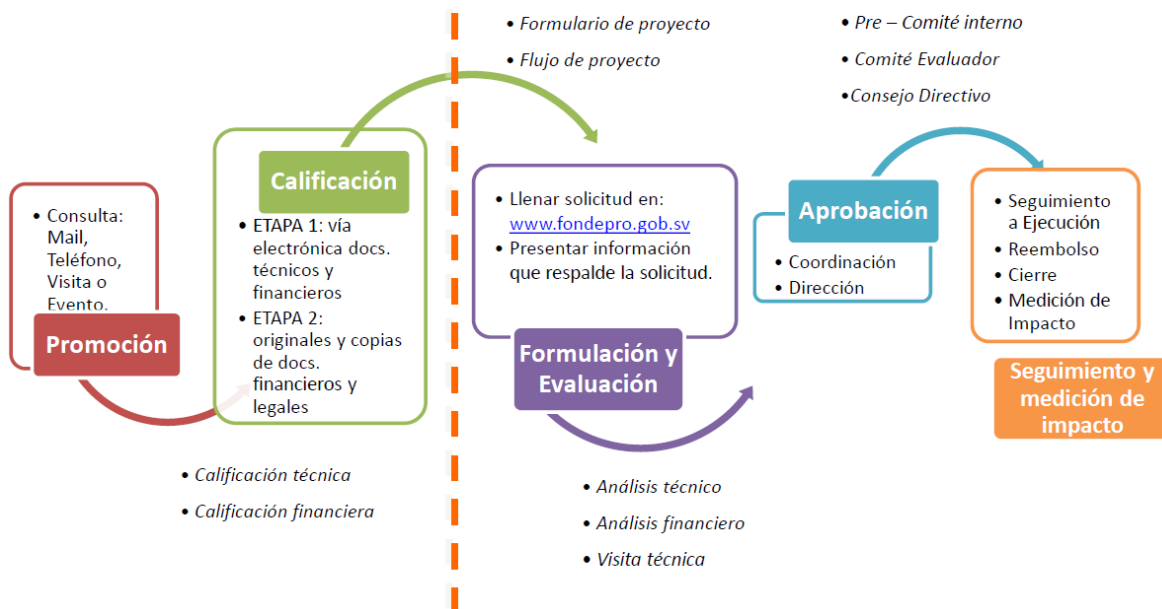 • Consulta:
Mail,
Teléfono,
Visita o
Evento.
Promoción
• Calificación técnica
• Calificación financiera
Calificación
• ETAPA 1: vía
electrónica docs.
técnicos y
financieros
• ETAPA 2:
originales y copias
de docs.
financieros y
legales
• Formulario de proyecto
• Flujo de proyecto
• Llenar solicitud en:
www.fondepro.gob.sv
• Presentar información
que respalde la solicitud.
Formulación y
Evaluación
• Análisis técnico
• Análisis financiero
• Visita técnica
Aprobación
• Coordinación
• Dirección
• Pre – Comité interno
• Comité Evaluador
•Consejo Directivo
• Seguimiento
a Ejecución
• Reembolso
• Cierre
• Medición de
Impacto
Seguimiento y
medición de
impacto